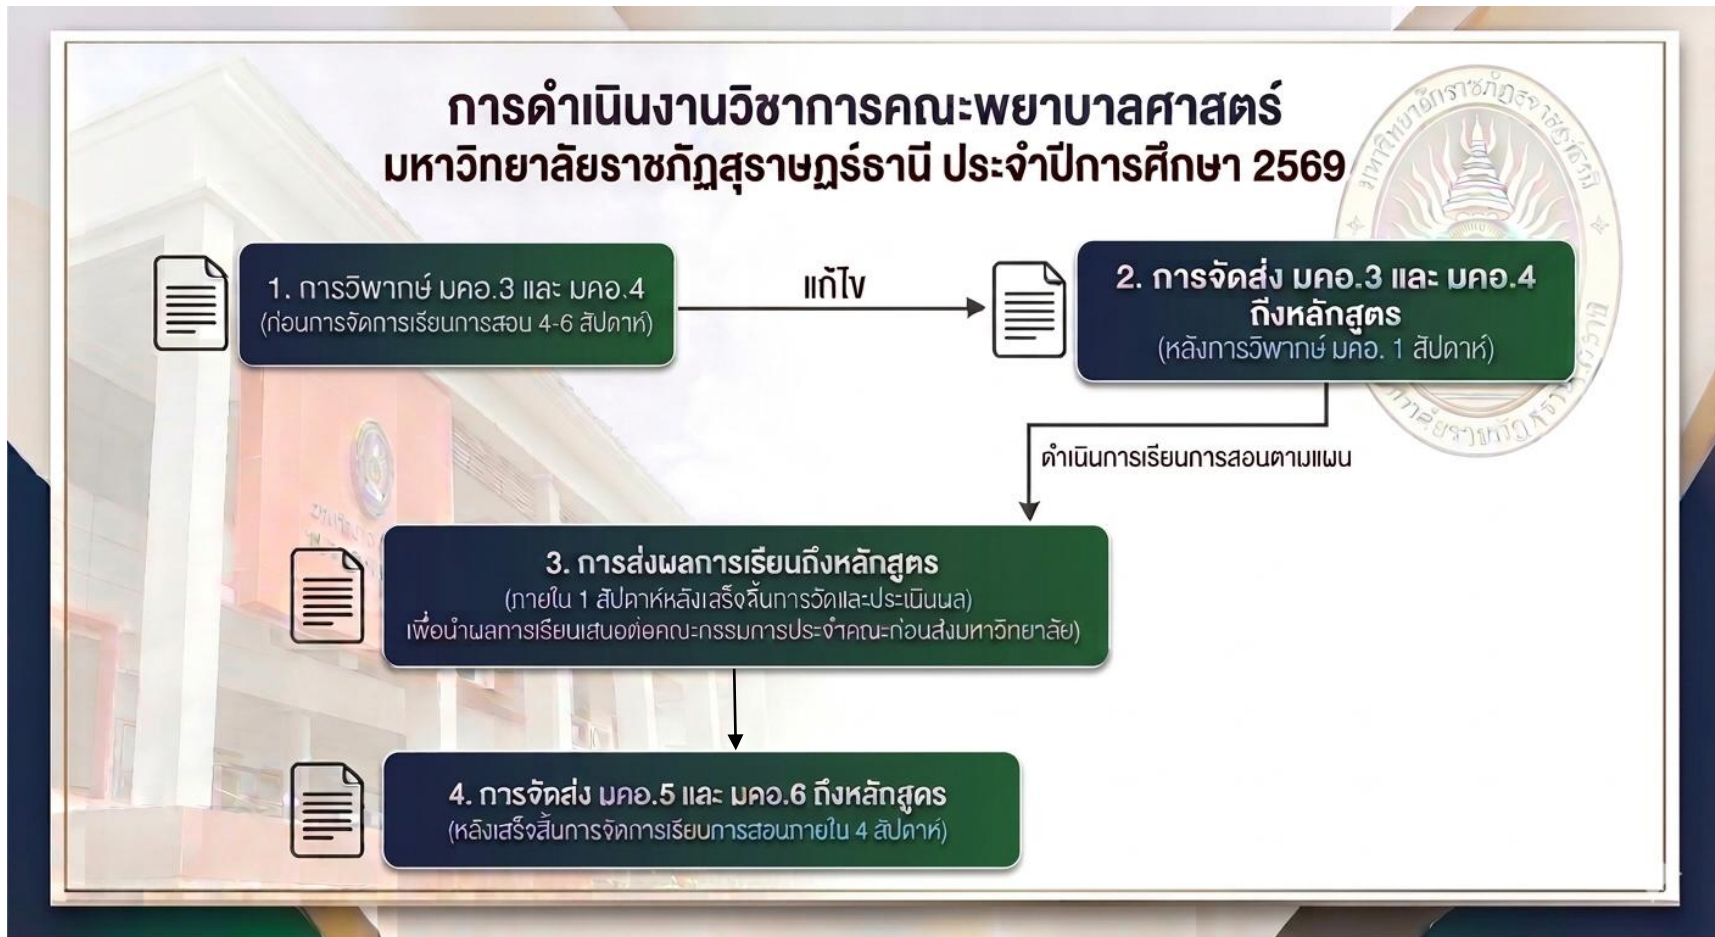 การดำเนินงานวิชาการคณะพยาบาลศาสตร์
มหาวิทยาลัยราชภัฏสุราษฎร์ธานี ประจำปีการศึกษา 2569
1. การวิพากษ์ มคอ.3 และ มคอ.4
(ก่อนการจัดการเรียนการสอน 4-6 สัปดาห์)
แก้ไข
2. การจัดส่ง มคอ.3 และ มคอ.4
ถึงหลักสูตร
(หลังการวิพากษ์ มคอ. 1 สัปดาห์)
ดำเนินการเรียนการสอนตามแผน
3. การส่งผลการเรียนถึงหลักสูตร
(ภายใน 1 สัปดาห์หลังเสร็จสิ้นการวัดและประเมินผล)
เพื่อนำผลการเรียนเสนอต่อคณะกรรมการประจำคณะก่อนส่งมหาวิทยาลัย)
4. การจัดส่ง มคอ.5 และ มคอ.6 ถึงหลักสูตร
(หลังเสร็จสิ้นการจัดการเรียนการสอนภายใน 4 สัปดาห์)